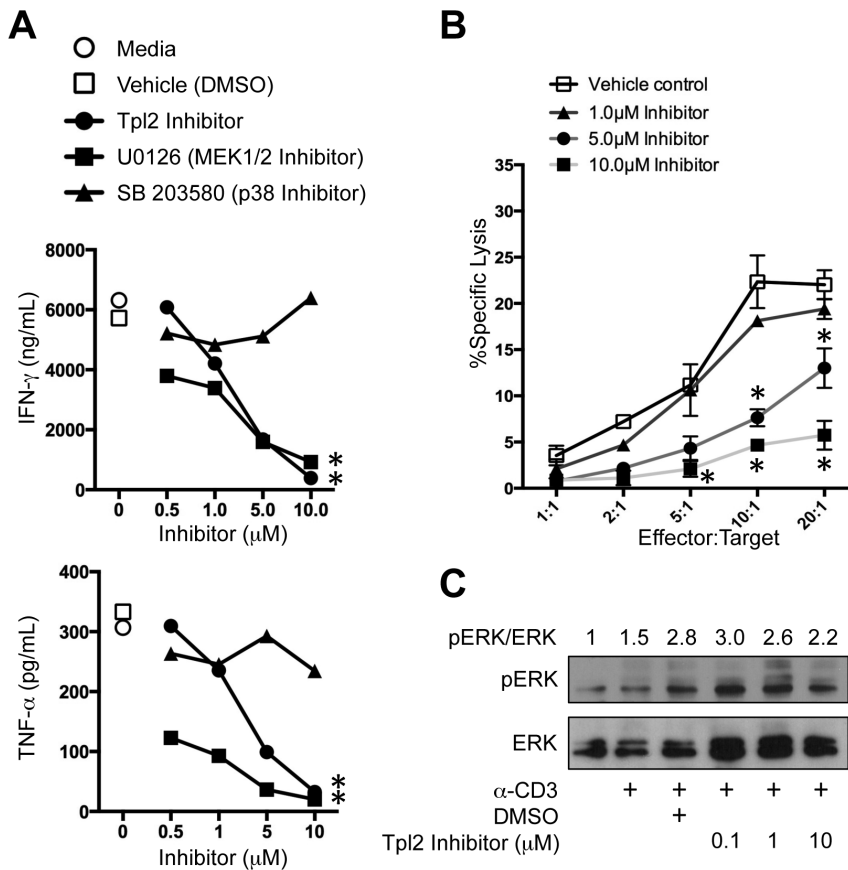 A
Media
Vehicle (DMSO)
Tpl2 Inhibitor
U0126 (MEK1/2 Inhibitor)
SB 203580 (p38 Inhibitor)
8000
6000
4000
2000
0
IFN-γ (ng/mL)
0 0.5 1.0 5.0 10.0
Inhibitor (μM)
*
*
400
300
200
100
0
TNF-α (pg/mL)
0 0.5 1 5 10
Inhibitor (μM)
*
*
B
Vehicle control
1.0μM Inhibitor
5.0μM Inhibitor
10.0μM Inhibitor
35
30
25
20
15
10
5
0
%Specific Lysis
*
*
*
*
*
1:1 2:1 5:1 10:1 20:1
Effector:Target
C
pERK/ERK 1 1.5 2.8 3.0 2.6 2.2
pERK
ERK
α-CD3 + + + + +
DMSO +
Tpl2 Inhibitor (μM) 0.1 1 10